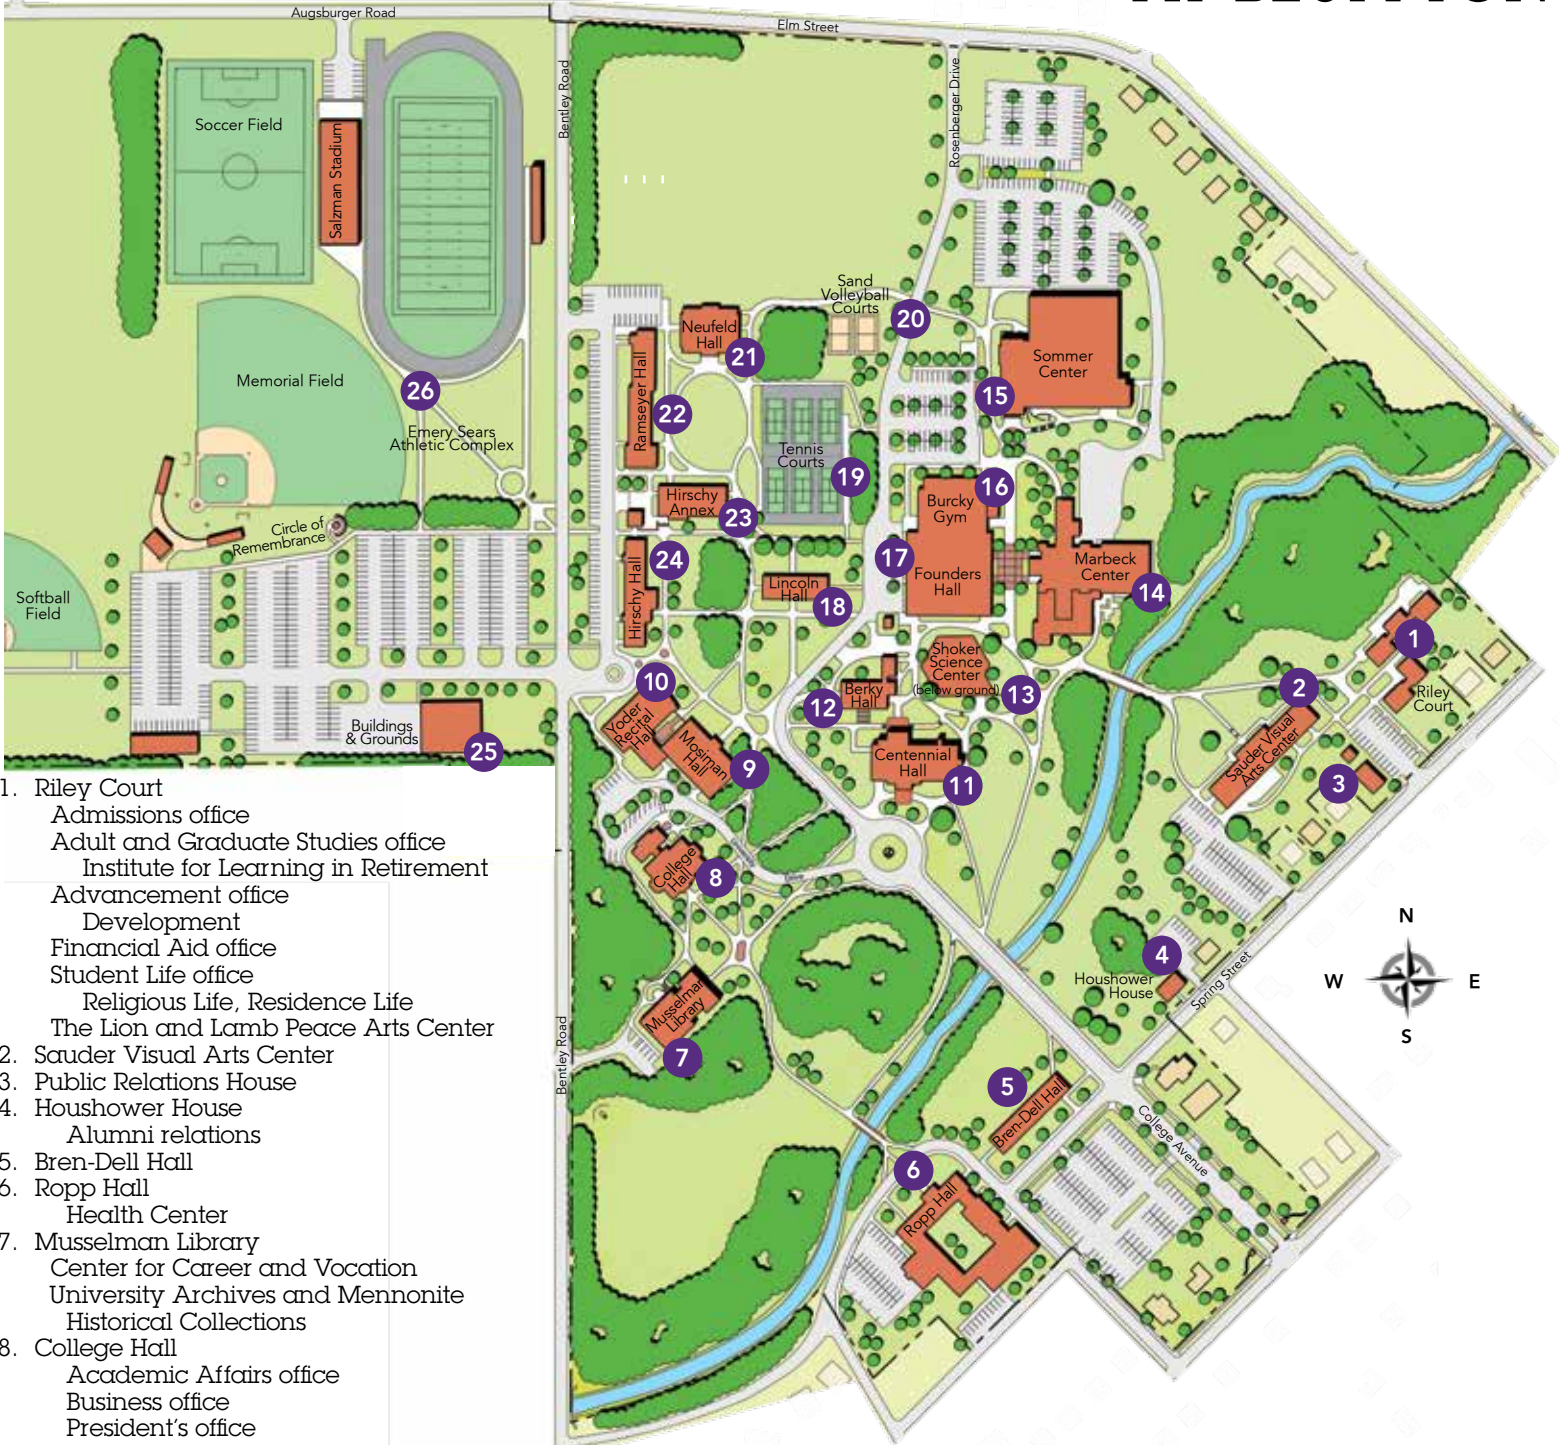 Augsburger Road
Elm Street
Bentley Road
Rosenberger Drive
Soccer Field
Salzman Stadium
Sand
Volleyball
Courts
20
Neufeld
Hall
21
Sommer
Center
15
Memorial Field
26
Emery Sears
Athletic Complex
Ramseyer Hall
22
Tennis
Courts
19
Burcky
Gym
16
Hirschy
Annex
23
Circle of
Remembrance
Hirschy Hall
24
17
Founders
Hall
Marbeck
Center
14
Lincoln
Hall
18
Softball
Field
1
Riley
Court
Shoker
Science
Center
(below ground)
13
10
Yoder
Recital
Hall
12
Berky
Hall
2
Sauder Visual
Arts Center
Buildings
& Grounds
25
Mosiman
Hall
9
Centennial
Hall
11
3
College
Hall
8
4
Houshower
House
Spring Street
N
W
E
S
Musselman
Library
7
Bentley Road
5
Bren-Dell Hall
College Avenue
6
Ropp Hall
1. Riley Court
Admissions office
Adult and Graduate Studies office
Institute for Learning in Retirement
Advancement office
Development
Financial Aid office
Student Life office
Religious Life, Residence Life
The Lion and Lamb Peace Arts Center
2. Sauder Visual Arts Center
3. Public Relations House
4. Houshower House
Alumni relations
5. Bren-Dell Hall
6. Ropp Hall
Health Center
7. Musselman Library
Center for Career and Vocation
University Archives and Mennonite
Historical Collections
8. College Hall
Academic Affairs office
Business office
President's office